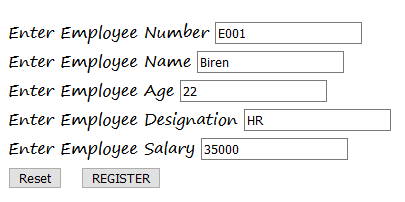 Enter Employee Number E001
Enter Employee Name Biren
Enter Employee Age 22
Enter Employee Designation HR
Enter Employee Salary 35000
Reset REGISTER